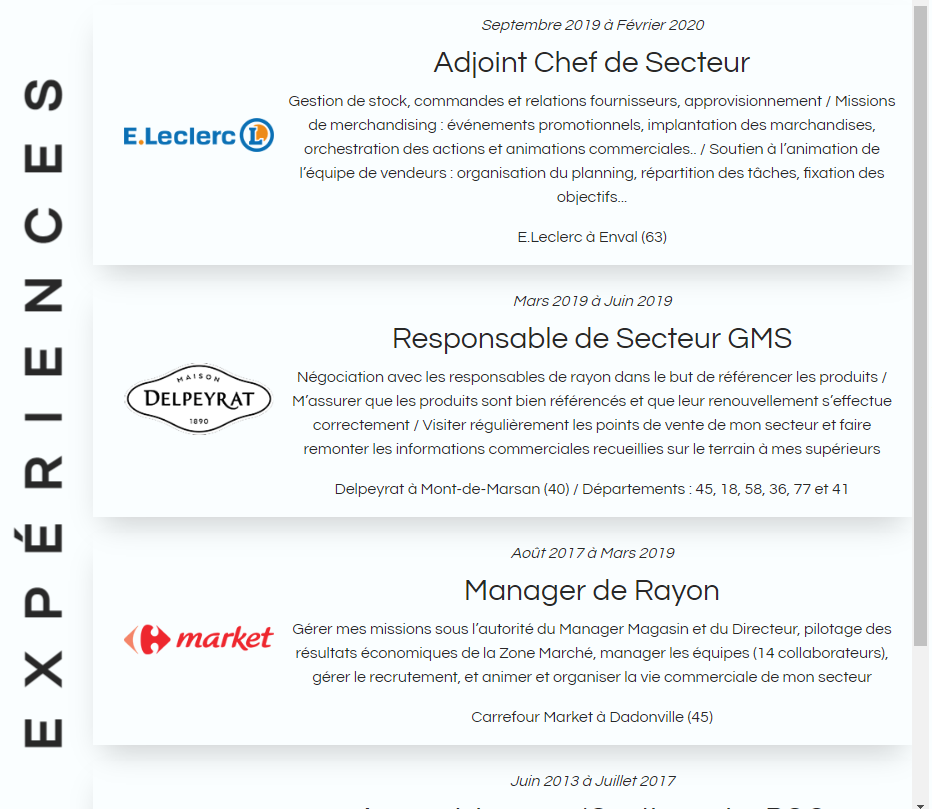 EXPÉRIENCES
Septembre 2019 à Février 2020
Adjoint Chef de Secteur
E.Leclerc L
Gestion de stock, commandes et relations fournisseurs, approvisionnement / Missions
de merchandising : événements promotionnels, implantation des marchandises,
orchestration des actions et animations commerciales.. / Soutien à l’animation de
l’équipe de vendeurs : organisation du planning, répartition des tâches, fixation des
objectifs...
E.Leclerc à Enval (63)
Mars 2019 à Juin 2019
Responsable de Secteur GMS
MAISON
DELPEYRAT
1890
Négociation avec les responsables de rayon dans le but de référencer les produits /
M’assurer que les produits sont bien référencés et que leur renouvellement s’effectue
correctement / Visiter régulièrement les points de vente de mon secteur et faire
remonter les informations commerciales recueillies sur le terrain à mes supérieurs
Delpeyrat à Mont-de-Marsan (40) / Départements : 45, 18, 58, 36, 77 et 41
Août 2017 à Mars 2019
Manager de Rayon
market
Gérer mes missions sous l’autorité du Manager Magasin et du Directeur, pilotage des
résultats économiques de la Zone Marché, manager les équipes (14 collaborateurs),
gérer le recrutement, et animer et organiser la vie commerciale de mon secteur
Carrefour Market à Dadonville (45)
Juin 2013 à Juillet 2017